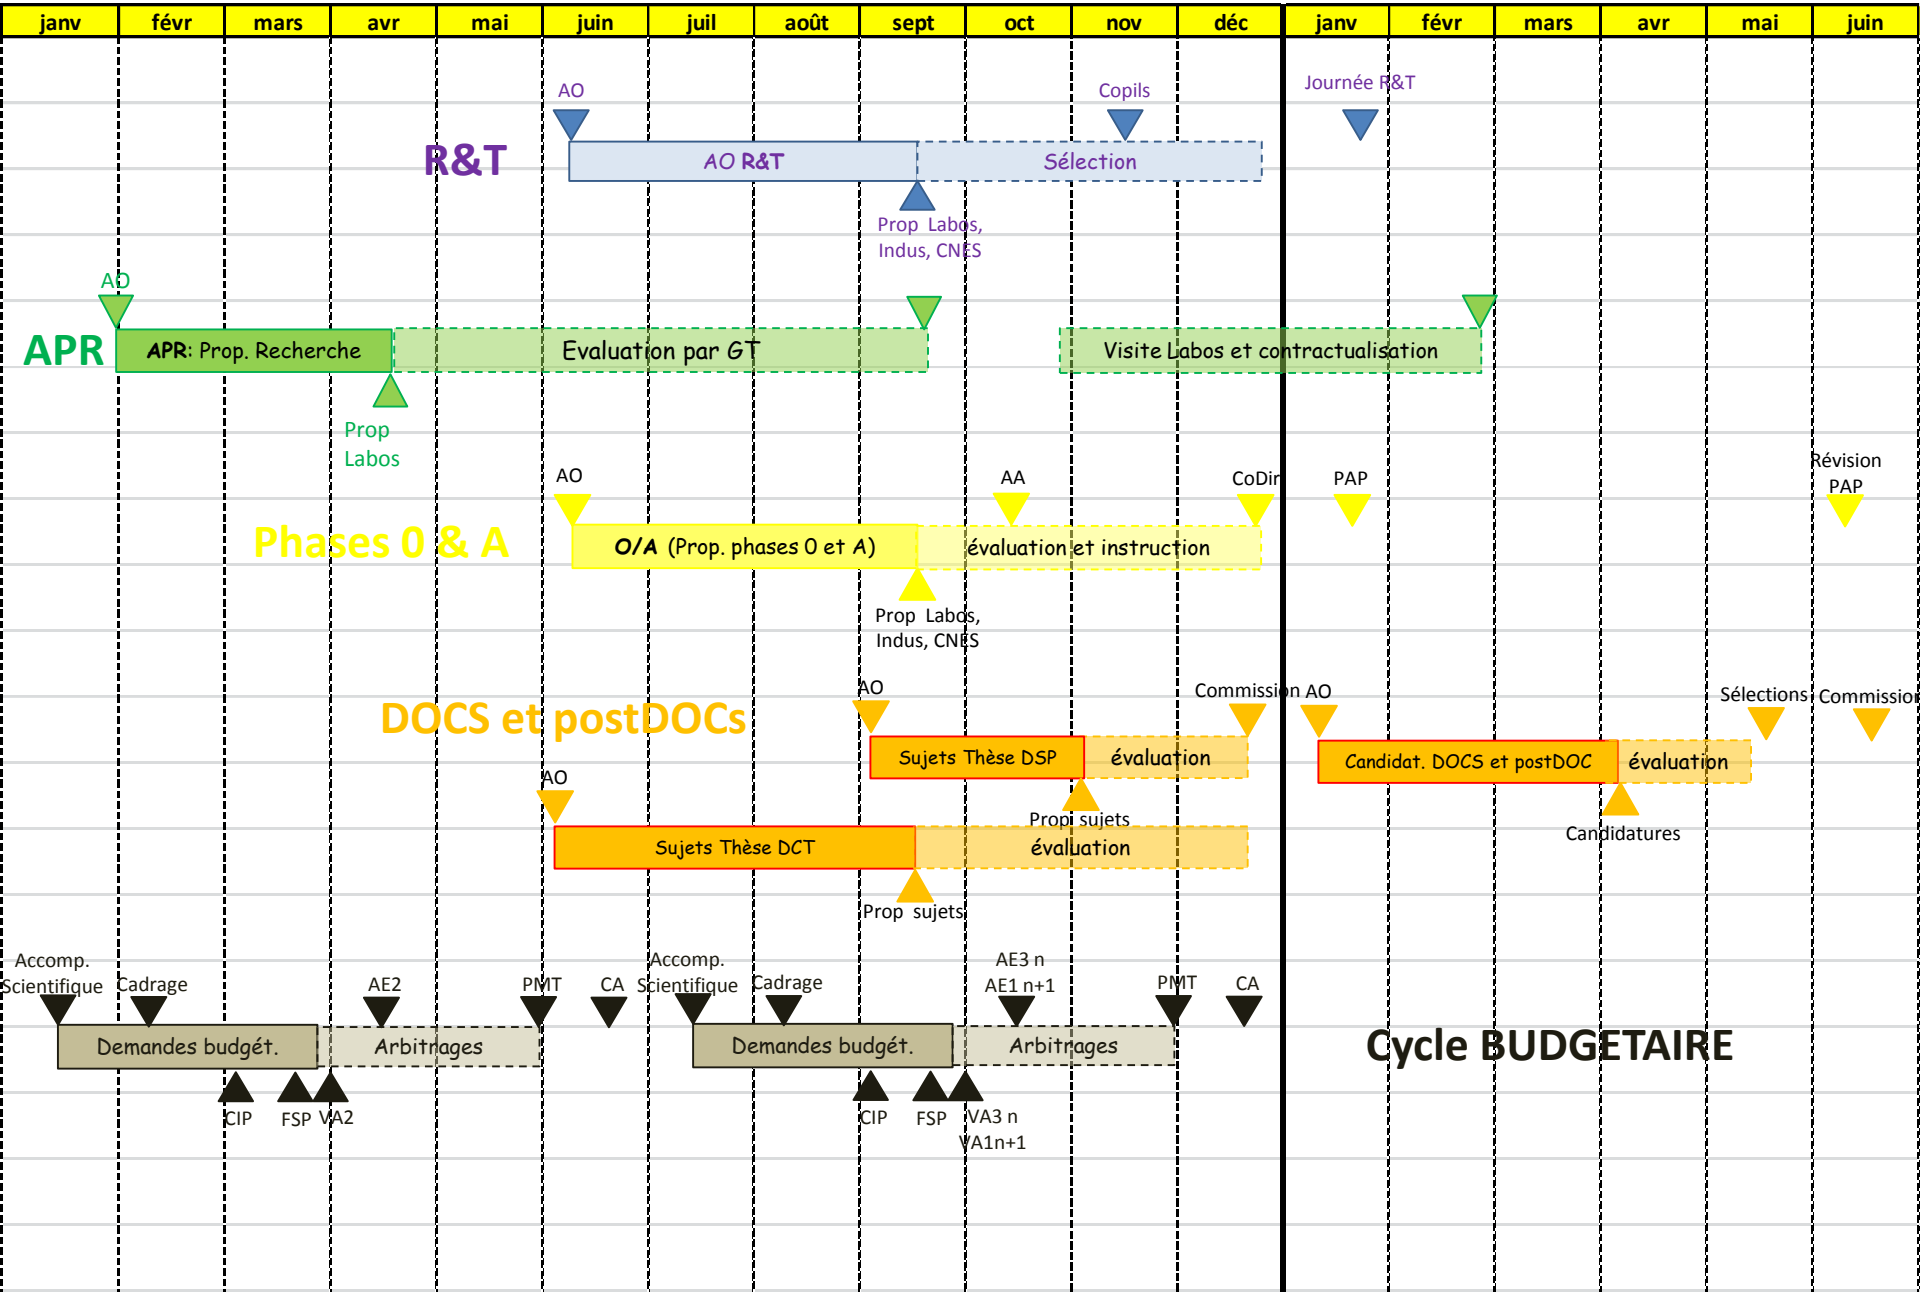 janv févr mars avr mai juin juil août sept oct nov déc janv févr mars avr mai juin
Journée R&T
AO Copils
R&T AO R&T Sélection
Prop Labos,
Indus, CNES
AO
APR APR: Prop. Recherche Evaluation par GT Visite Labos et contractualisation
Prop
Labos
Révision
AO AA CoDir PAP PAP
Phases 0 & A O/A (Prop. phases 0 et A) évaluation et instruction
Prop Labos,
Indus, CNES
AO Commission AO Sélections Commission
DOCS et postDOCs
Sujets Thèse DSP évaluation Candidat. DOCS et postDOC évaluation
AO
Prop sujets Candidatures
Sujets Thèse DCT évaluation
Prop sujets
Accomp. Accomp. AE3 n
Scientifique Cadrage AE2 PMT CA Scientifique Cadrage AE1 n+1 PMT CA
Demandes budgét. Arbitrages Demandes budgét. Arbitrages Cycle BUDGETAIRE
CIP FSP VA2 CIP FSP VA3 n
VA1n+1